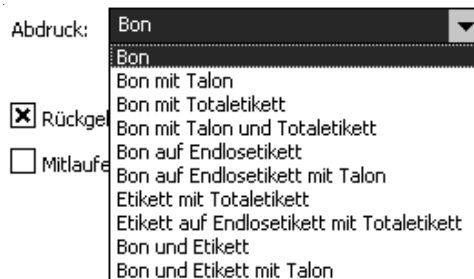 Abdruck: Bon
Bon
Bon mit Talon
Bon mit Totaletikett
Bon mit Talon und Totaletikett
Bon auf Endlosetikett
Bon auf Endlosetikett mit Talon
Etikett mit Totaletikett
Etikett auf Endlosetikett mit Totaletikett
Bon und Etikett
Bon und Etikett mit Talon